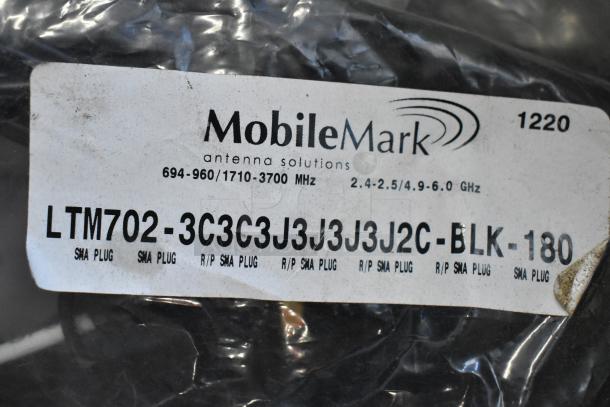 1220
MobileMark
antenna solutions
694-960/1710-3700 MHz 2.4-2.5/4.9-6.0 GHz
LTM702-3C3C3J3J3J3J2C-BLK-180
SMA PLUG SMA PLUG R/P SMA PLUG R/P SMA PLUG R/P SMA PLUG R/P SMA PLUG SMA PLUG